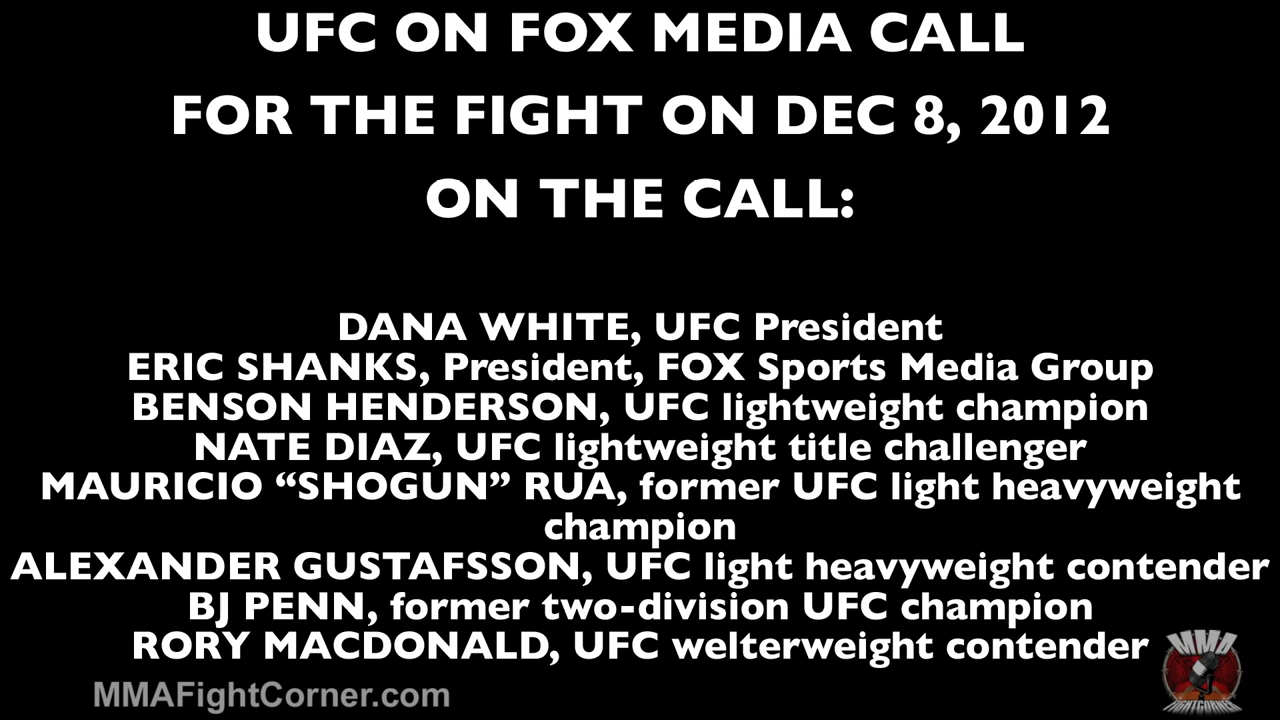 UFC ON FOX MEDIA CALL
FOR THE FIGHT ON DEC 8, 2012
ON THE CALL:
DANA WHITE, UFC President
ERIC SHANKS, President, FOX Sports Media Group
BENSON HENDERSON, UFC lightweight champion
NATE DIAZ, UFC lightweight title challenger
MAURICIO “SHOGUN” RUA, former UFC light heavyweight
champion
ALEXANDER GUSTAFSSON, UFC light heavyweight contender
BJ PENN, former two-division UFC champion
RORY MACDONALD, UFC welterweight contender
MMAFightCorner.com
MMA
FIGHTCORNER